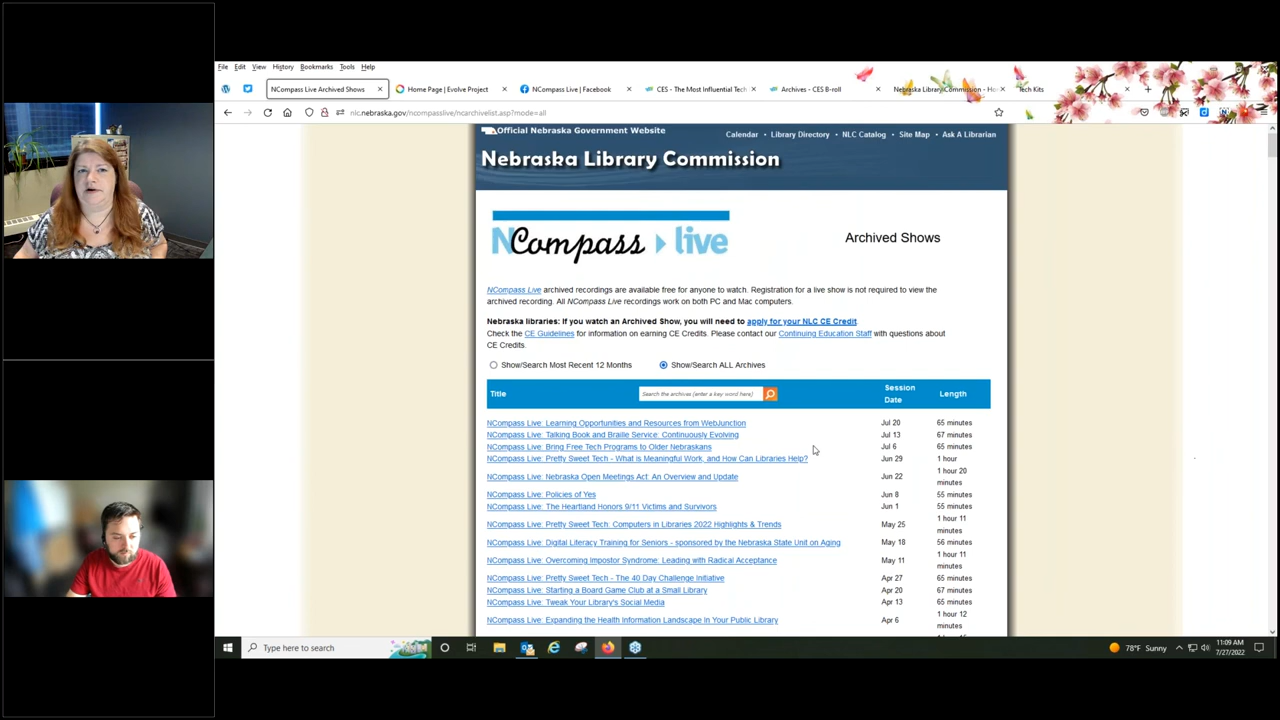 File Edit View History Bookmarks Tools Help
NCompass Live Archived Shows
Home Page | Evolve Project
NCompass Live | Facebook
CES - The Most Influential Tech
Archives - CES B-roll
Nebraska Library Commission - Ho
Tech Kits
nlc.nebraska.gov/ncompasslive/ncarchivelist.asp?mode=all
Official Nebraska Government Website
Calendar • Library Directory • NLC Catalog • Site Map • Ask A Librarian
Nebraska Library Commission
NCompass live
Archived Shows
NCompass Live archived recordings are available free for anyone to watch. Registration for a live show is not required to view the
archived recording. All NCompass Live recordings work on both PC and Mac computers.
Nebraska libraries: If you watch an Archived Show, you will need to apply for your NLC CE Credit.
Check the CE Guidelines for information on earning CE Credits. Please contact our Continuing Education Staff with questions about
CE Credits.
Show/Search Most Recent 12 Months Show/Search ALL Archives
Title Search the archives (enter a key word here) Session Date Length
NCompass Live: Learning Opportunities and Resources from WebJunction Jul 20 65 minutes
NCompass Live: Talking Book and Braille Service: Continuously Evolving Jul 13 67 minutes
NCompass Live: Bring Free Tech Programs to Older Nebraskans Jul 6 65 minutes
NCompass Live: Pretty Sweet Tech - What is Meaningful Work, and How Can Libraries Help? Jun 29 1 hour
NCompass Live: Nebraska Open Meetings Act: An Overview and Update Jun 22 1 hour 20 minutes
NCompass Live: Policies of Yes Jun 8 55 minutes
NCompass Live: The Heartland Honors 9/11 Victims and Survivors Jun 1 55 minutes
NCompass Live: Pretty Sweet Tech: Computers in Libraries 2022 Highlights & Trends May 25 1 hour 11 minutes
NCompass Live: Digital Literacy Training for Seniors - sponsored by the Nebraska State Unit on Aging May 18 56 minutes
NCompass Live: Overcoming Impostor Syndrome: Leading with Radical Acceptance May 11 1 hour 11 minutes
NCompass Live: Pretty Sweet Tech - The 40 Day Challenge Initiative Apr 27 65 minutes
NCompass Live: Starting a Board Game Club at a Small Library Apr 20 67 minutes
NCompass Live: Tweak Your Library's Social Media Apr 13 65 minutes
NCompass Live: Expanding the Health Information Landscape In Your Public Library Apr 6 1 hour 12 minutes
Type here to search
78°F Sunny
11:09 AM
7/27/2022